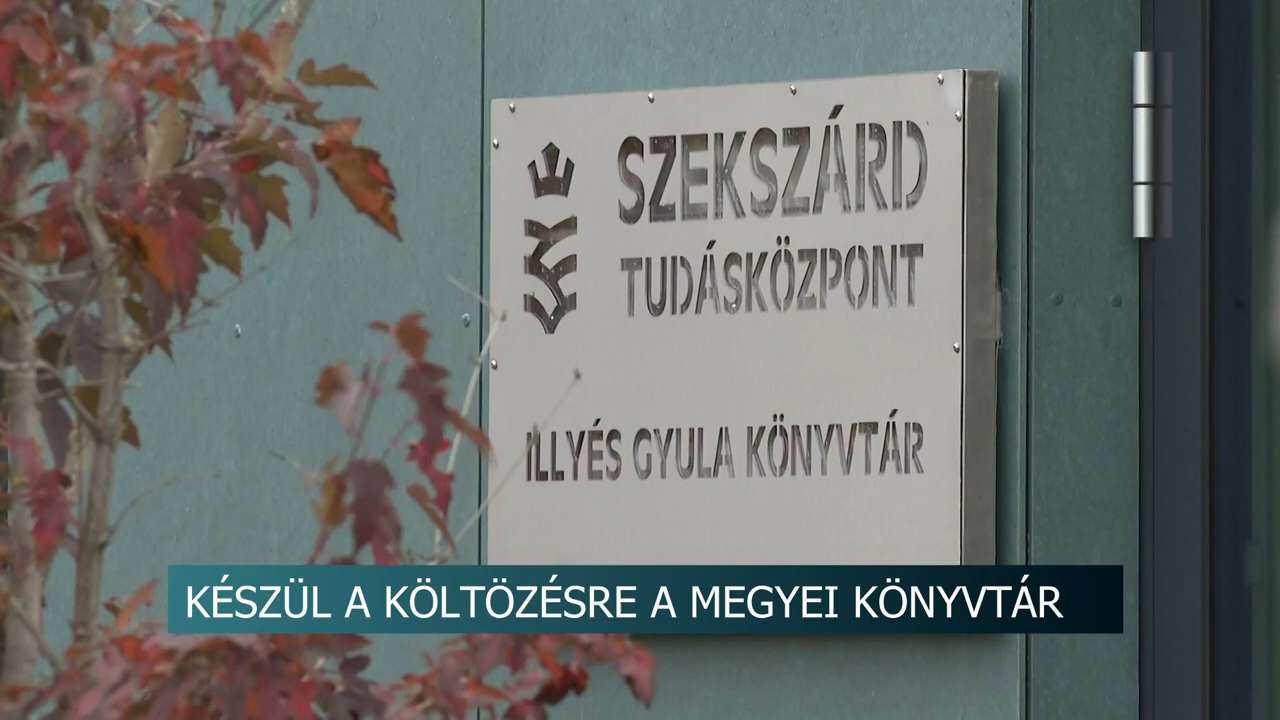 SZEKSZÁRD
TUDÁSKÖZPONT
ILLYÉS GYULA KÖNYVTÁR
KÉSZÜL A KÖLTÖZÉSRE A MEGYEI KÖNYVTÁR